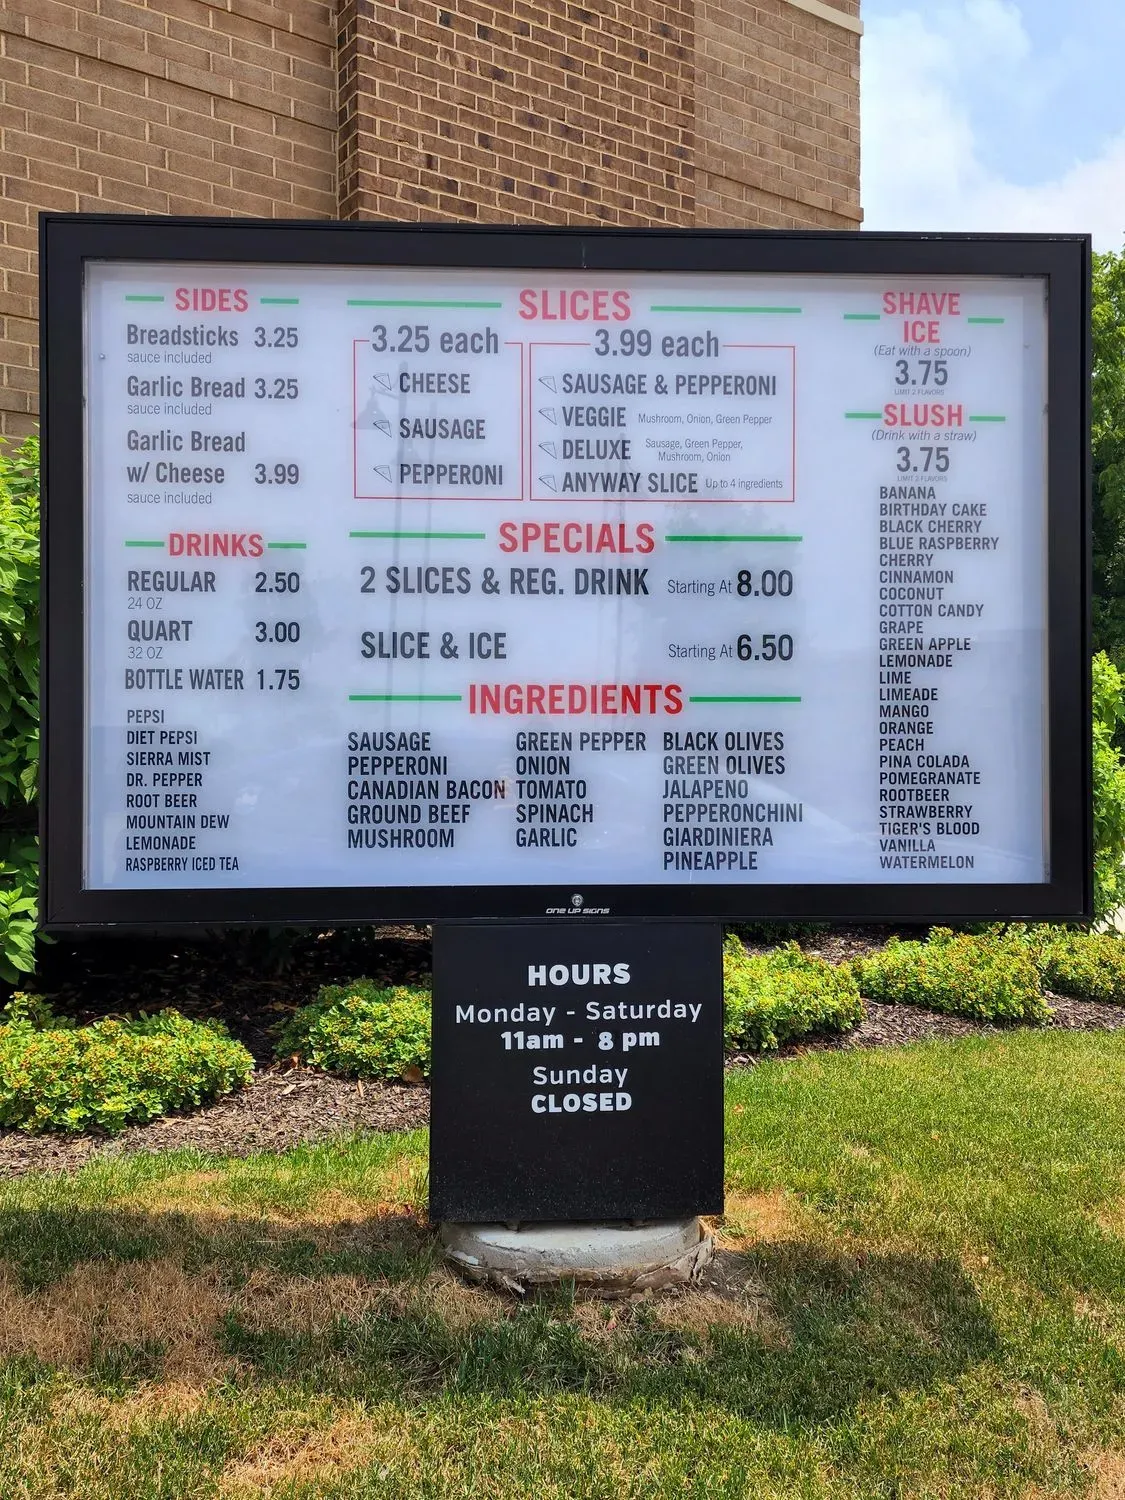 SIDES
Breadsticks 3.25
sauce included
Garlic Bread 3.25
sauce included
Garlic Bread
w/ Cheese 3.99
sauce included
DRINKS
REGULAR 2.50
24 OZ
QUART 3.00
32 OZ
BOTTLE WATER 1.75
PEPSI
DIET PEPSI
SIERRA MIST
DR. PEPPER
ROOT BEER
MOUNTAIN DEW
LEMONADE
RASPBERRY ICED TEA
SLICES
3.25 each
CHEESE
SAUSAGE
PEPPERONI
3.99 each
SAUSAGE & PEPPERONI
VEGGIE Mushroom, Onion, Green Pepper
DELUXE Sausage, Green Pepper,
Mushroom, Onion
ANYWAY SLICE Up to 4 ingredients
SPECIALS
2 SLICES & REG. DRINK Starting At 8.00
SLICE & ICE Starting At 6.50
INGREDIENTS
SAUSAGE
PEPPERONI
CANADIAN BACON
GROUND BEEF
MUSHROOM
GREEN PEPPER
ONION
TOMATO
SPINACH
GARLIC
BLACK OLIVES
GREEN OLIVES
JALAPENO
PEPPERONCHINI
GIARDINIERA
PINEAPPLE
SHAVE
ICE
(Eat with a spoon)
3.75
LIMIT 2 FLAVORS
SLUSH
(Drink with a straw)
3.75
LIMIT 2 FLAVORS
BANANA
BIRTHDAY CAKE
BLACK CHERRY
BLUE RASPBERRY
CHERRY
CINNAMON
COCONUT
COTTON CANDY
GRAPE
GREEN APPLE
LEMONADE
LIME
LIMEADE
MANGO
ORANGE
PEACH
PINA COLADA
POMEGRANATE
ROOTBEER
STRAWBERRY
TIGER'S BLOOD
VANILLA
WATERMELON
ONE UP SIGNS
HOURS
Monday - Saturday
11am - 8 pm
Sunday
CLOSED